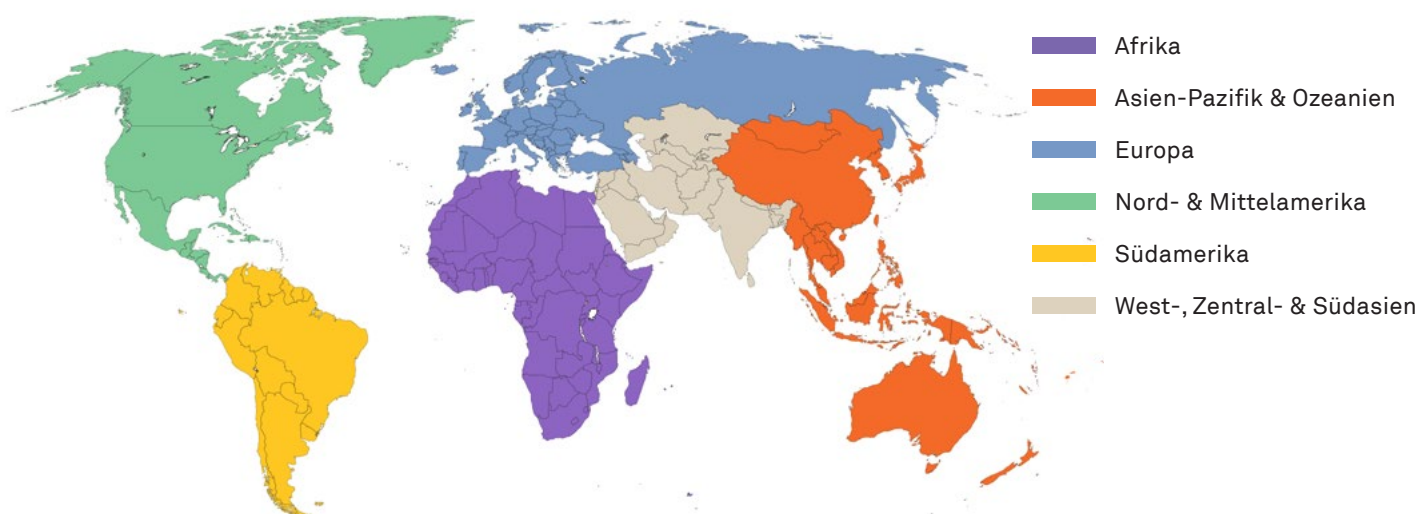 Afrika
Asien-Pazifik & Ozeanien
Europa
Nord- & Mittelamerika
Südamerika
West-, Zentral- & Südasien